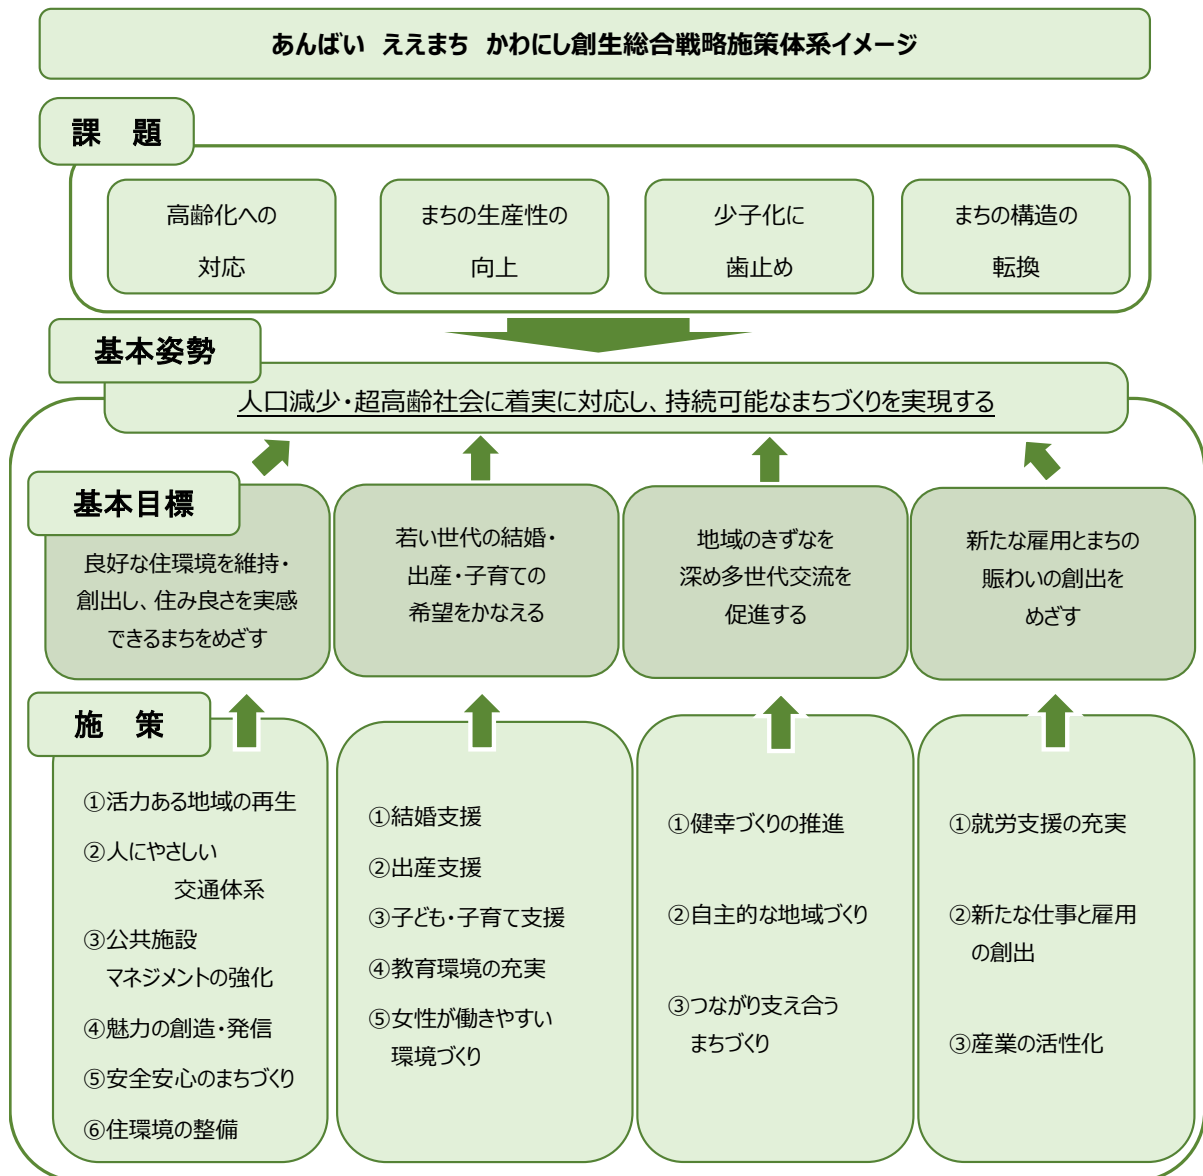 あんばい ええまち かわにし創生総合戦略施策体系イメージ
課 題
高齢化への
対応
まちの生産性の
向上
少子化に
歯止め
まちの構造の
転換
基本姿勢
人口減少・超高齢社会に着実に対応し、持続可能なまちづくりを実現する
基本目標
良好な住環境を維持・
創出し、住み良さを実感
できるまちをめざす
若い世代の結婚・
出産・子育ての
希望をかなえる
地域のきずなを
深め多世代交流を
促進する
新たな雇用とまちの
賑わいの創出を
めざす
施 策
①活力ある地域の再生
②人にやさしい
交通体系
③公共施設
マネジメントの強化
④魅力の創造・発信
⑤安全安心のまちづくり
⑥住環境の整備
①結婚支援
②出産支援
③子ども・子育て支援
④教育環境の充実
⑤女性が働きやすい
環境づくり
①健幸づくりの推進
②自主的な地域づくり
③つながり支え合う
まちづくり
①就労支援の充実
②新たな仕事と雇用
の創出
③産業の活性化